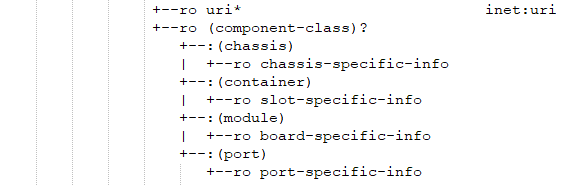 +--ro uri* inet:uri
+--ro (component-class)?
+--:(chassis)
| +--ro chassis-specific-info
+--:(container)
| +--ro slot-specific-info
+--:(module)
| +--ro board-specific-info
+--:(port)
+--ro port-specific-info